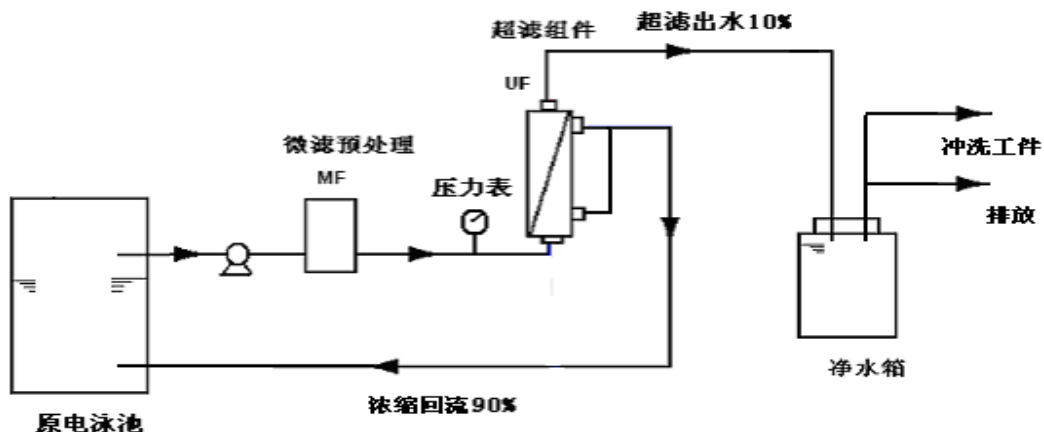 超滤组件
超滤出水10%
UF
微滤预处理
MF
压力表
冲洗工件
排放
净水箱
浓缩回流90%
原电泳池